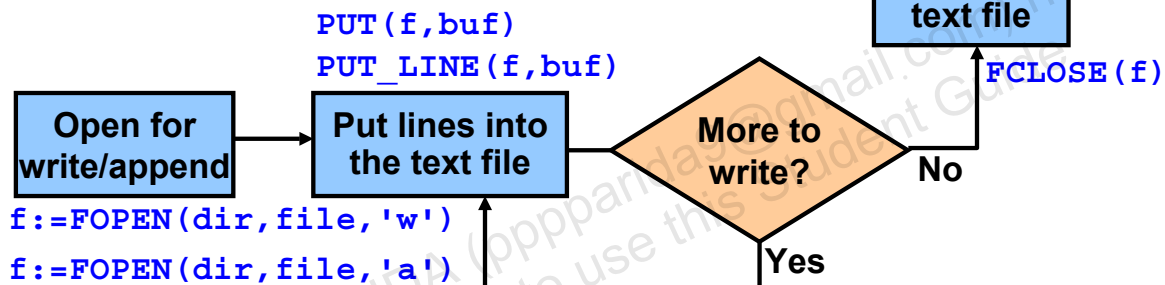 PUT(f,buf)
PUT_LINE(f,buf)
text file
FCLOSE(f)
Open for
write/append
Put lines into
the text file
More to
write?
No
f:=FOPEN(dir,file,'w')
f:=FOPEN(dir,file,'a')
Yes